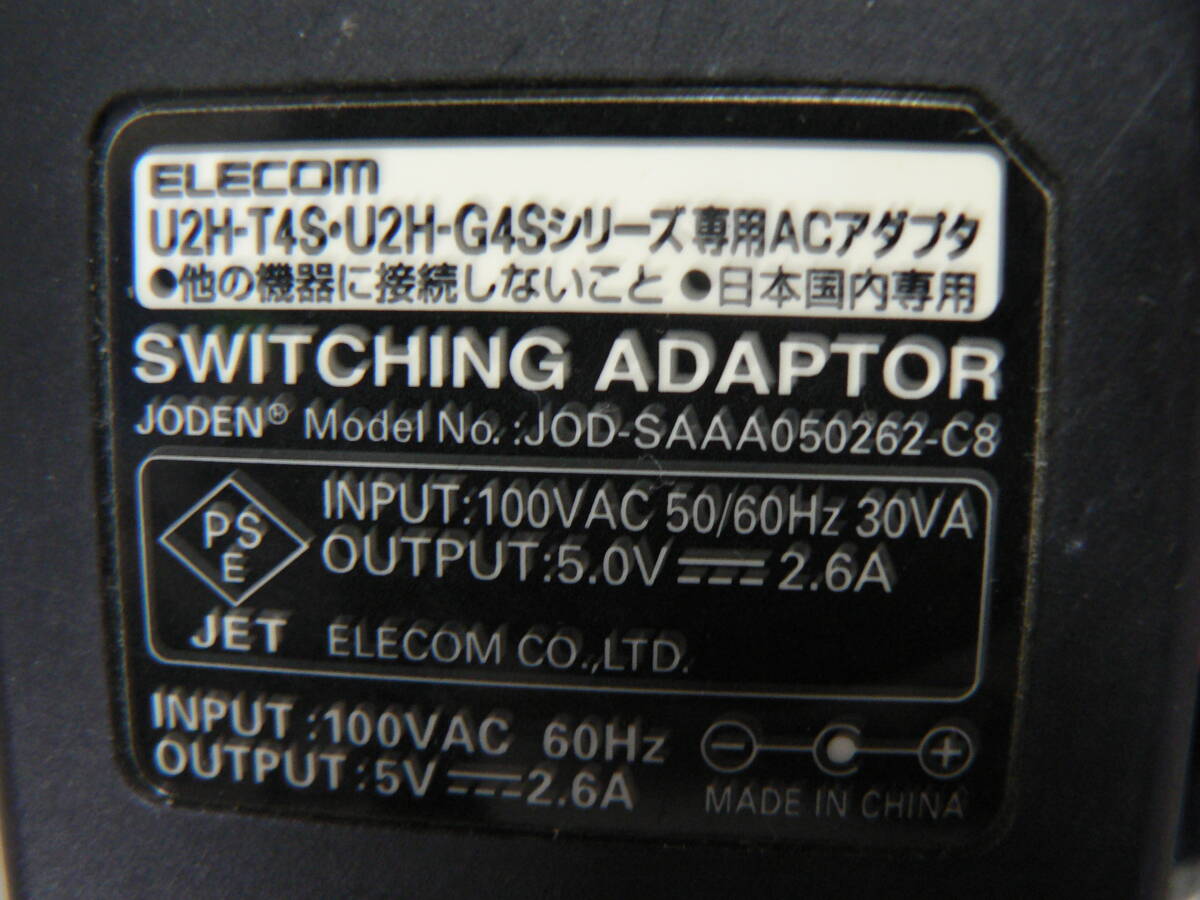 ELECOM
U2H-T4S・U2H-G4Sシリーズ専用ACアダプタ
●他の機器に接続しないこと ●日本国内専用
SWITCHING ADAPTOR
JODEN® Model No.:JOD-SAAA050262-C8
PS
E
INPUT:100VAC 50/60Hz 30VA
OUTPUT:5.0V 2.6A
JET ELECOM CO.,LTD.
INPUT:100VAC 60Hz
OUTPUT:5V 2.6A
MADE IN CHINA